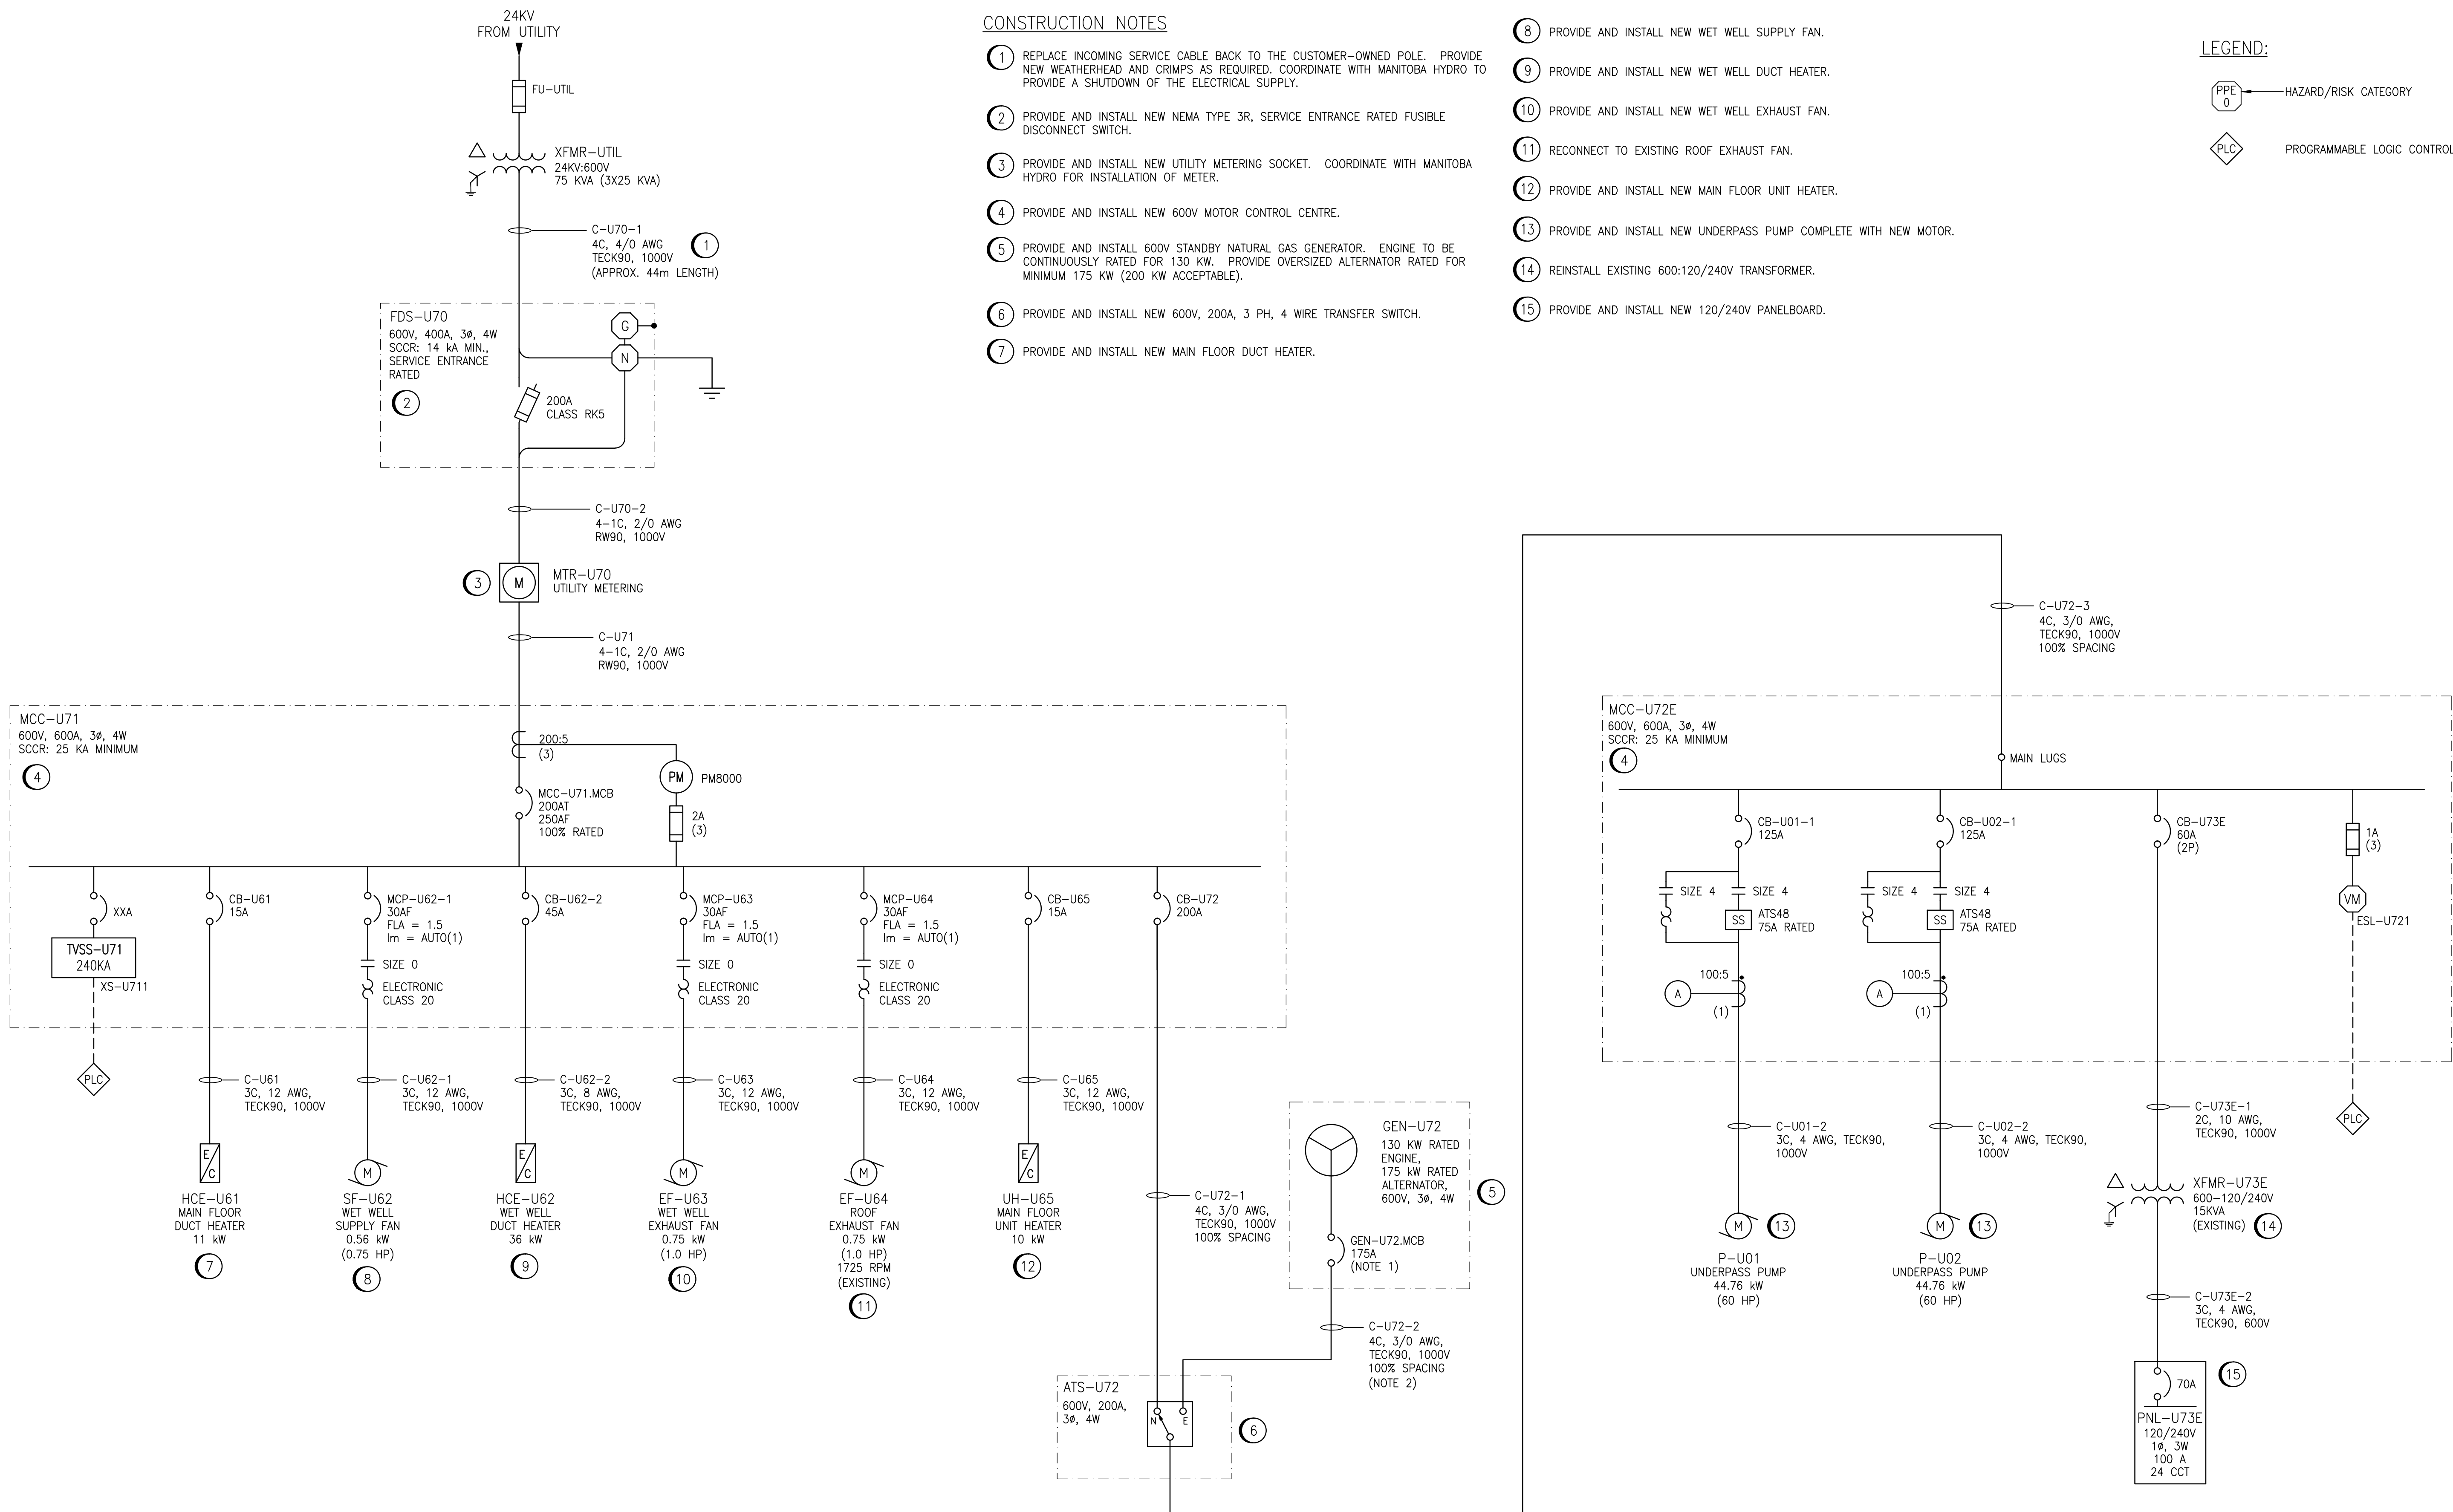 24KV
FROM UTILITY
FU-UTIL
XFMR-UTIL
24KV:600V
75 KVA (3X25 KVA)
C-U70-1
4C, 4/0 AWG
TECK90, 1000V
(APPROX. 44m LENGTH)
1
FDS-U70
600V, 400A, 3ø, 4W
SCCR: 14 kA MIN.,
SERVICE ENTRANCE
RATED
2
G
N
200A
CLASS RK5
C-U70-2
4-1C, 2/0 AWG
RW90, 1000V
3
M
MTR-U70
UTILITY METERING
C-U71
4-1C, 2/0 AWG
RW90, 1000V
CONSTRUCTION NOTES
1 REPLACE INCOMING SERVICE CABLE BACK TO THE CUSTOMER-OWNED POLE. PROVIDE
NEW WEATHERHEAD AND CRIMPS AS REQUIRED. COORDINATE WITH MANITOBA HYDRO TO
PROVIDE A SHUTDOWN OF THE ELECTRICAL SUPPLY.
2 PROVIDE AND INSTALL NEW NEMA TYPE 3R, SERVICE ENTRANCE RATED FUSIBLE
DISCONNECT SWITCH.
3 PROVIDE AND INSTALL NEW UTILITY METERING SOCKET. COORDINATE WITH MANITOBA
HYDRO FOR INSTALLATION OF METER.
4 PROVIDE AND INSTALL NEW 600V MOTOR CONTROL CENTRE.
5 PROVIDE AND INSTALL 600V STANDBY NATURAL GAS GENERATOR. ENGINE TO BE
CONTINUOUSLY RATED FOR 130 KW. PROVIDE OVERSIZED ALTERNATOR RATED FOR
MINIMUM 175 KW (200 KW ACCEPTABLE).
6 PROVIDE AND INSTALL NEW 600V, 200A, 3 PH, 4 WIRE TRANSFER SWITCH.
7 PROVIDE AND INSTALL NEW MAIN FLOOR DUCT HEATER.
8 PROVIDE AND INSTALL NEW WET WELL SUPPLY FAN.
9 PROVIDE AND INSTALL NEW WET WELL DUCT HEATER.
10 PROVIDE AND INSTALL NEW WET WELL EXHAUST FAN.
11 RECONNECT TO EXISTING ROOF EXHAUST FAN.
12 PROVIDE AND INSTALL NEW MAIN FLOOR UNIT HEATER.
13 PROVIDE AND INSTALL NEW UNDERPASS PUMP COMPLETE WITH NEW MOTOR.
14 REINSTALL EXISTING 600:120/240V TRANSFORMER.
15 PROVIDE AND INSTALL NEW 120/240V PANELBOARD.
LEGEND:
PPE
0
HAZARD/RISK CATEGORY
PLC
PROGRAMMABLE LOGIC CONTROL
MCC-U71
600V, 600A, 3ø, 4W
SCCR: 25 KA MINIMUM
4
200:5
(3)
PM
PM8000
2A
(3)
MCC-U71.MCB
200AT
250AF
100% RATED
XXA
TVSS-U71
240KA
XS-U711
PLC
CB-U61
15A
C-U61
3C, 12 AWG,
TECK90, 1000V
E
C
HCE-U61
MAIN FLOOR
DUCT HEATER
11 kW
7
MCP-U62-1
30AF
FLA = 1.5
Im = AUTO(1)
SIZE 0
ELECTRONIC
CLASS 20
C-U62-1
3C, 12 AWG,
TECK90, 1000V
M
SF-U62
WET WELL
SUPPLY FAN
0.56 kW
(0.75 HP)
8
CB-U62-2
45A
C-U62-2
3C, 8 AWG,
TECK90, 1000V
E
C
HCE-U62
WET WELL
DUCT HEATER
36 kW
9
MCP-U63
30AF
FLA = 1.5
Im = AUTO(1)
SIZE 0
ELECTRONIC
CLASS 20
C-U63
3C, 12 AWG,
TECK90, 1000V
M
EF-U63
WET WELL
EXHAUST FAN
0.75 kW
(1.0 HP)
10
MCP-U64
30AF
FLA = 1.5
Im = AUTO(1)
SIZE 0
ELECTRONIC
CLASS 20
C-U64
3C, 12 AWG,
TECK90, 1000V
M
EF-U64
ROOF
EXHAUST FAN
0.75 kW
(1.0 HP)
1725 RPM
(EXISTING)
11
CB-U65
15A
C-U65
3C, 12 AWG,
TECK90, 1000V
E
C
UH-U65
MAIN FLOOR
UNIT HEATER
10 kW
12
CB-U72
200A
C-U72-1
4C, 3/0 AWG,
TECK90, 1000V
100% SPACING
GEN-U72
130 KW RATED
ENGINE,
175 kW RATED
ALTERNATOR,
600V, 3ø, 4W
5
GEN-U72.MCB
175A
(NOTE 1)
C-U72-2
4C, 3/0 AWG,
TECK90, 1000V
100% SPACING
(NOTE 2)
ATS-U72
600V, 200A,
3ø, 4W
N
E
6
C-U72-3
4C, 3/0 AWG,
TECK90, 1000V
100% SPACING
MCC-U72E
600V, 600A, 3ø, 4W
SCCR: 25 KA MINIMUM
4
MAIN LUGS
CB-U01-1
125A
SIZE 4
SIZE 4
SS
ATS48
75A RATED
100:5
A
(1)
C-U01-2
3C, 4 AWG, TECK90,
1000V
M
13
P-U01
UNDERPASS PUMP
44.76 kW
(60 HP)
CB-U02-1
125A
SIZE 4
SIZE 4
SS
ATS48
75A RATED
100:5
A
(1)
C-U02-2
3C, 4 AWG, TECK90,
1000V
M
13
P-U02
UNDERPASS PUMP
44.76 kW
(60 HP)
CB-U73E
60A
(2P)
C-U73E-1
2C, 10 AWG,
TECK90, 1000V
XFMR-U73E
600-120/240V
15KVA
(EXISTING)
14
C-U73E-2
3C, 4 AWG,
TECK90, 600V
15
70A
PNL-U73E
120/240V
1ø, 3W
100 A
24 CCT
1A
(3)
VM
ESL-U721
PLC